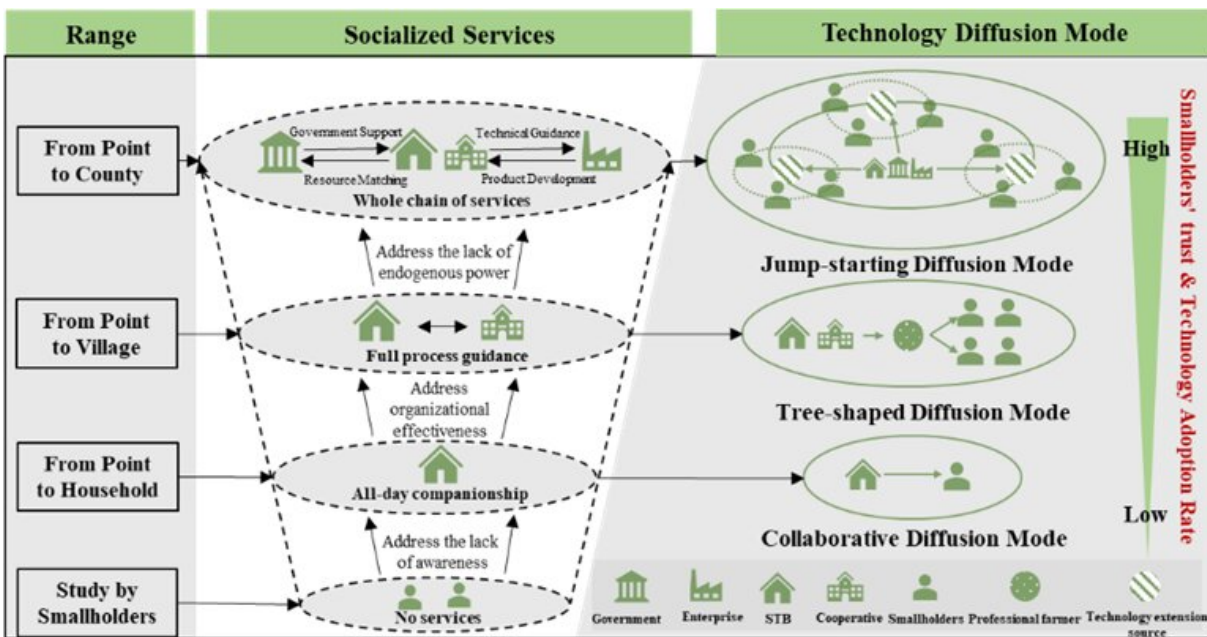 Range
Socialized Services
Technology Diffusion Mode
From Point
to County
Government Support
Resource Matching
Technical Guidance
Product Development
Whole chain of services
Jump-starting Diffusion Mode
Address the lack of
endogenous power
From Point
to Village
Full process guidance
Tree-shaped Diffusion Mode
Address
organizational
effectiveness
From Point
to Household
All-day companionship
Collaborative Diffusion Mode
Address the lack
of awareness
Study by
Smallholders
No services
High
Low
Smallholders' trust & Technology Adoption Rate
Government
Enterprise
STB
Cooperative
Smallholders
Professional farmer
Technology extension
source